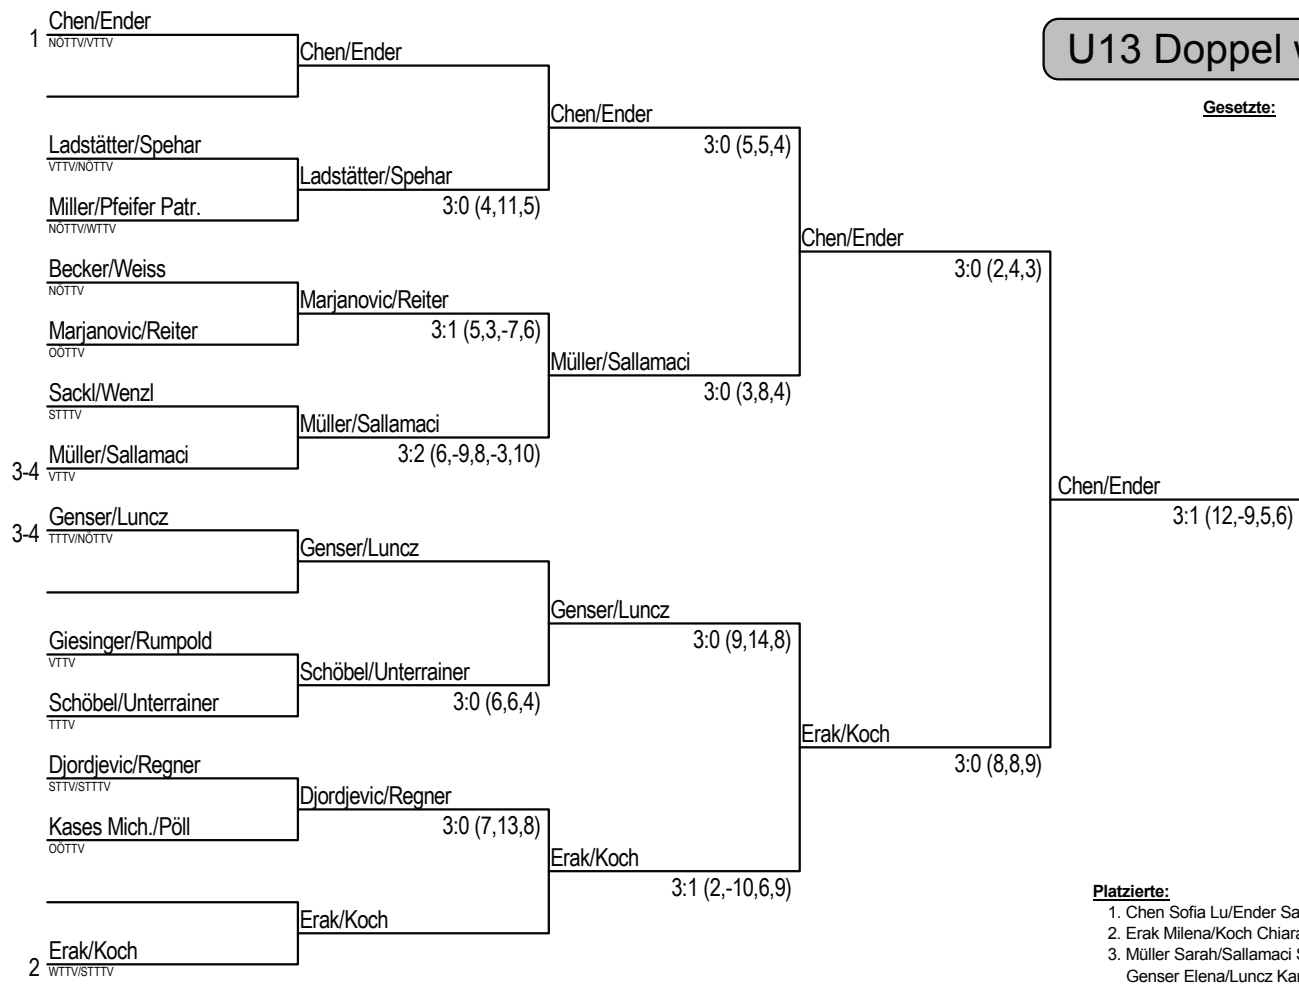 U13 Doppel
Gesetzte:
Chen/Ender
1 NÖTTV/VTTV
Chen/Ender
Chen/Ender
3:0 (5,5,4)
Ladstätter/Spehar
VTTV/NÖTTV
Ladstätter/Spehar
3:0 (4,11,5)
Miller/Pfeifer Patr.
NÖTTV/WTTV
Chen/Ender
3:0 (2,4,3)
Becker/Weiss
NÖTTV
Marjanovic/Reiter
3:1 (5,3,-7,6)
Marjanovic/Reiter
OÖTTV
Müller/Sallamaci
3:0 (3,8,4)
Sackl/Wenzl
STTTV
Müller/Sallamaci
3:2 (6,-9,8,-3,10)
Müller/Sallamaci
3-4 VTTV
Chen/Ender
3:1 (12,-9,5,6)
Genser/Luncz
3-4 TTTV/NÖTTV
Genser/Luncz
Genser/Luncz
3:0 (9,14,8)
Giesinger/Rumpold
VTTV
Schöbel/Unterrainer
3:0 (6,6,4)
Schöbel/Unterrainer
TTTV
Erak/Koch
3:0 (8,8,9)
Djordjevic/Regner
STTV/STTTV
Djordjevic/Regner
3:0 (7,13,8)
Kases Mich./Pöll
OÖTTV
Erak/Koch
3:1 (2,-10,6,9)
Erak/Koch
Erak/Koch
2 WTTV/STTTV
Platzierte:
1. Chen Sofia Lu/Ender Sa
2. Erak Milena/Koch Chiara
3. Müller Sarah/Sallamaci S
Genser Elena/Luncz Kar